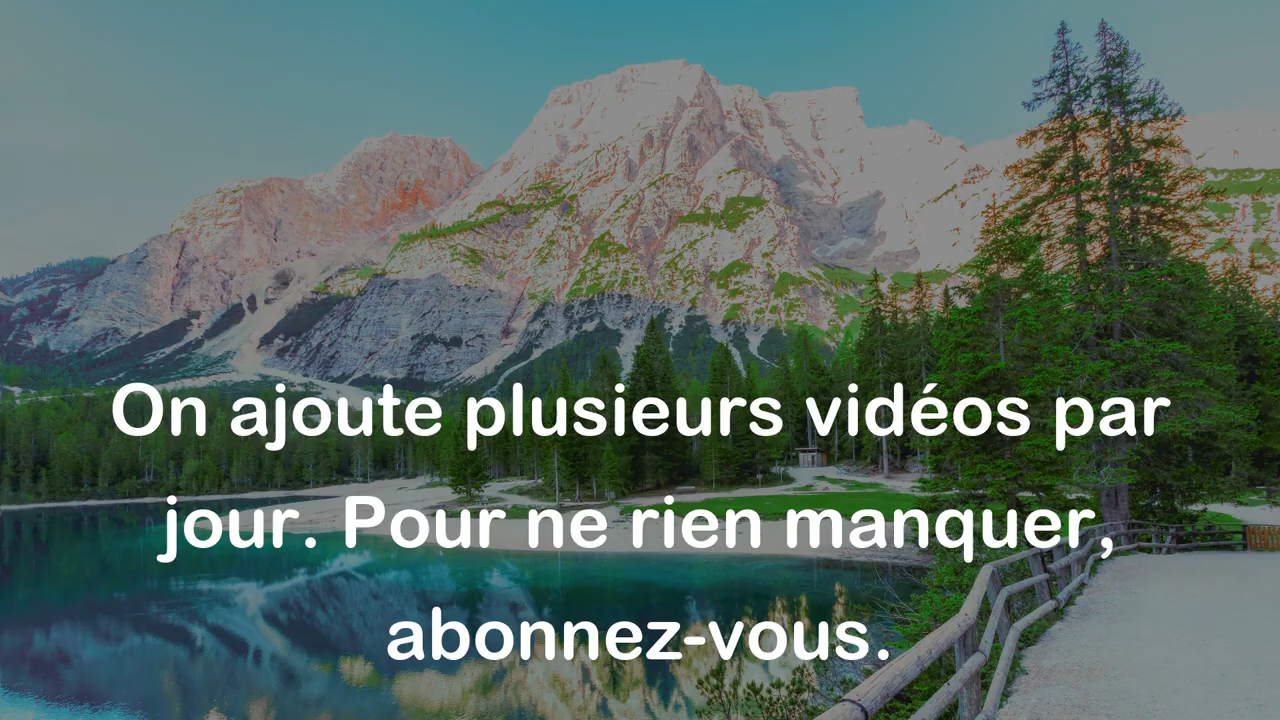 On ajoute plusieurs vidéos par
jour. Pour ne rien manquer,
abonnez-vous.